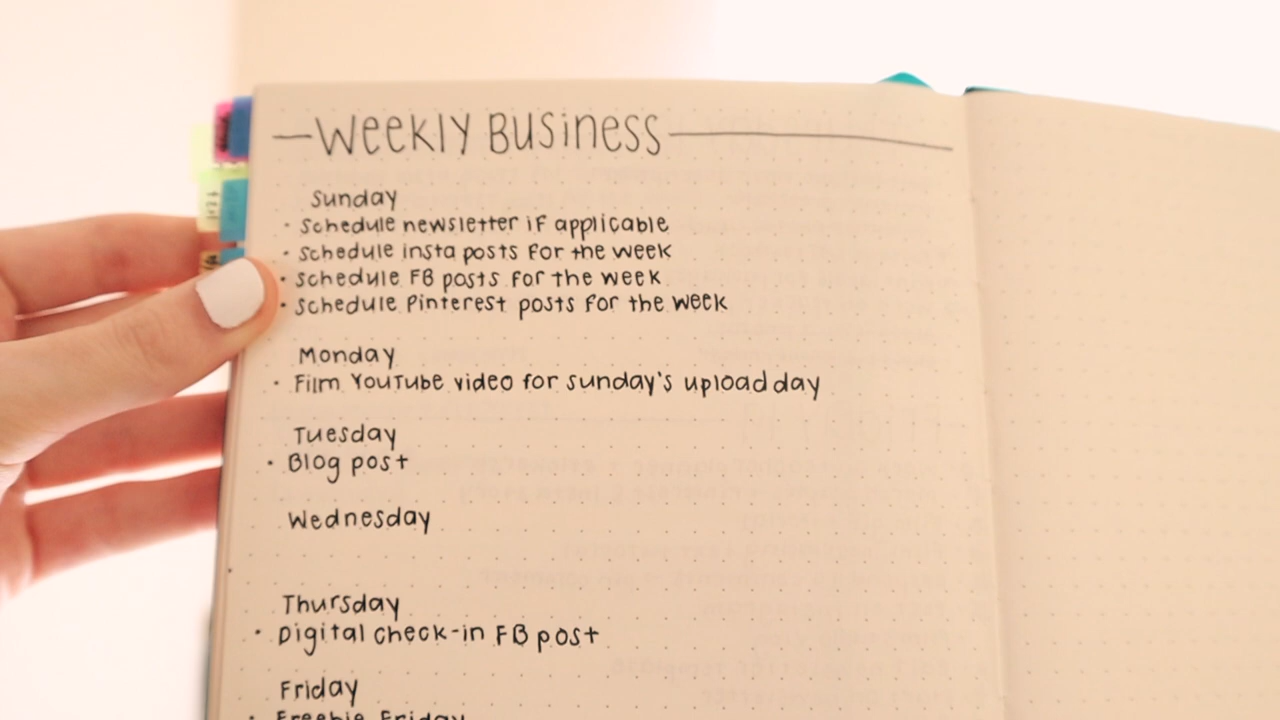 WEEKLY BUSINESS
Sunday
• Schedule newsletter if applicable
• Schedule insta posts for the week
• Schedule FB posts for the week
• Schedule Pinterest posts for the week
Monday
• Film YouTube video for sunday's upload day
Tuesday
• Blog post
Wednesday
Thursday
• Digital check-in FB post
Friday
• Freebie Friday